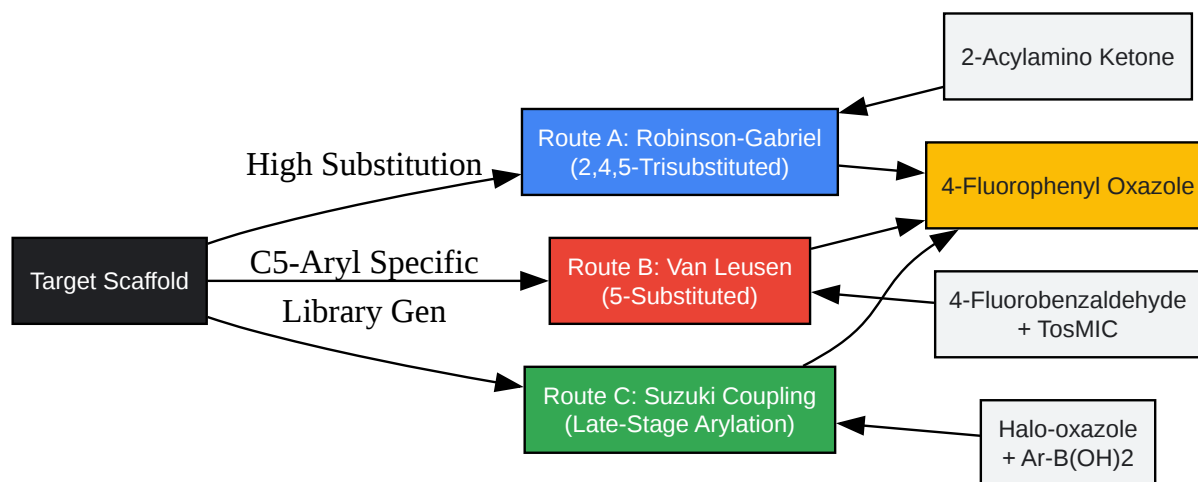 2-Acylamino Ketone
Route A: Robinson-Gabriel
(2,4,5-Trisubstituted)
High Substitution
4-Fluorophenyl Oxazole
Target Scaffold
C5-Aryl Specific
Route B: Van Leusen
(5-Substituted)
Library Gen
4-Fluorobenzaldehyde
+ TosMIC
Route C: Suzuki Coupling
(Late-Stage Arylation)
Halo-oxazole
+ Ar-B(OH)2